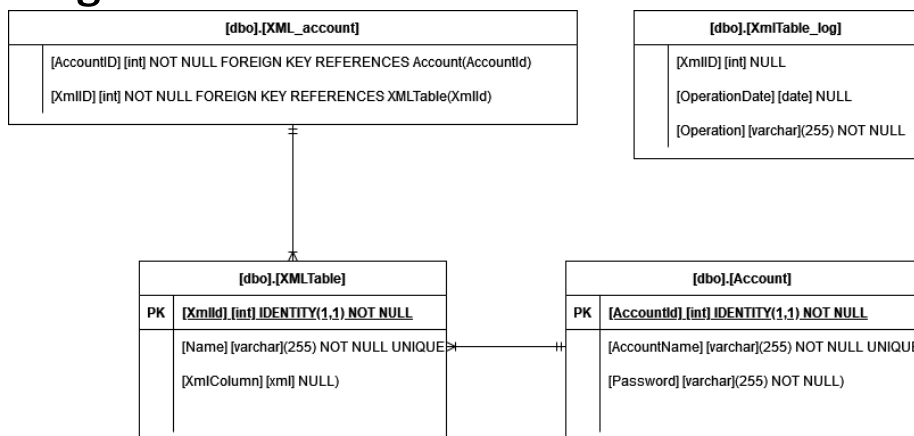 [dbo].[XML_account]
[AccountID] [int] NOT NULL FOREIGN KEY REFERENCES Account(AccountId)
[XmlID] [int] NOT NULL FOREIGN KEY REFERENCES XMLTable(XmlId)
[dbo].[XmlTable_log]
[XmlID] [int] NULL
[OperationDate] [date] NULL
[Operation] [varchar](255) NOT NULL
[dbo].[XMLTable]
PK [XmlId] [int] IDENTITY(1,1) NOT NULL
[Name] [varchar](255) NOT NULL UNIQUE
[XmlColumn] [xml] NULL)
[dbo].[Account]
PK [AccountId] [int] IDENTITY(1,1) NOT NULL
[AccountName] [varchar](255) NOT NULL UNIQUE
[Password] [varchar](255) NOT NULL)